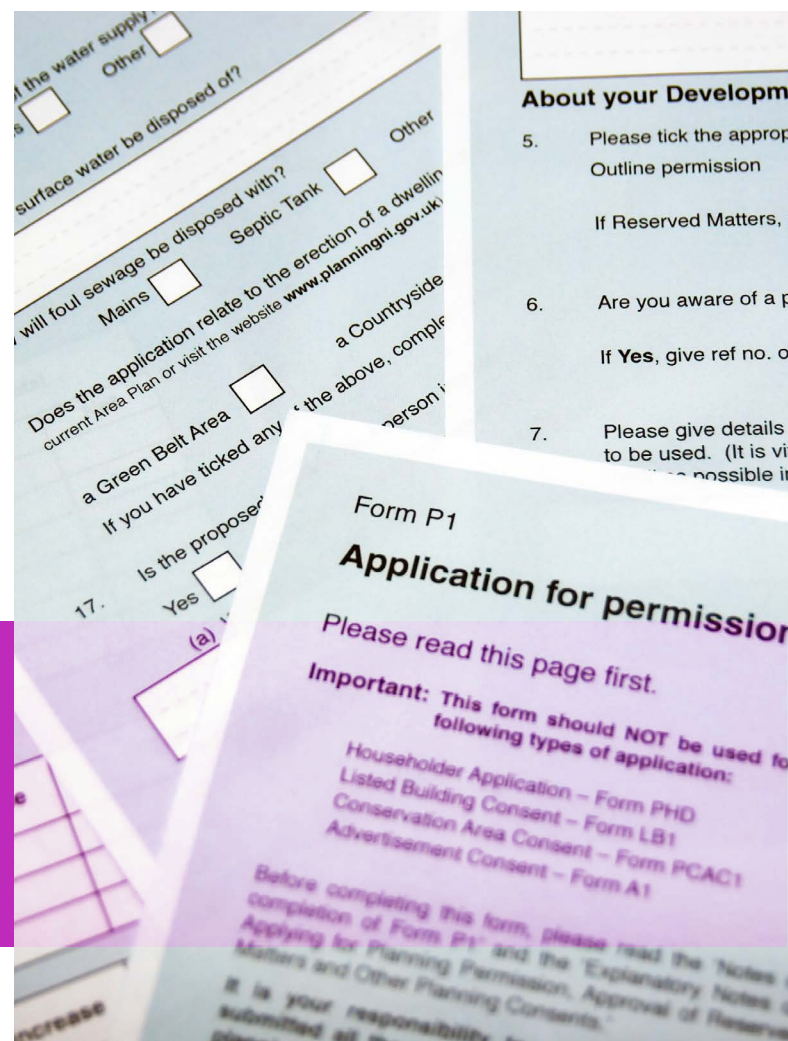 f the water supply
Other
surface water be disposed of?
will foul sewage be disposed with?
Mains
Septic Tank
Other
Does the application relate to the erection of a dwellin
current Area Plan or visit the website www.planningni.gov.uk)
a Green Belt Area
a Countryside
If you have ticked any of the above, comple
person i
17.
Is the proposed
Yes
(a)
About your Developm
5. Please tick the approp
Outline permission
If Reserved Matters,
6. Are you aware of a p
If Yes, give ref no. o
7. Please give details
to be used. (It is vi
possible i
Form P1
Application for permission
Please read this page first.
Important: This form should NOT be used fo
following types of application:
Householder Application – Form PHD
Listed Building Consent – Form LB1
Conservation Area Consent – Form PCAC1
Advertisement Consent – Form A1
Before completing this form, please read the 'Notes
completion of Form P1' and the 'Explanatory Notes
Applying for Planning Permission, Approval of Reserve
Matters and Other Planning Consents.'
It is your responsibility
submitted all
increase